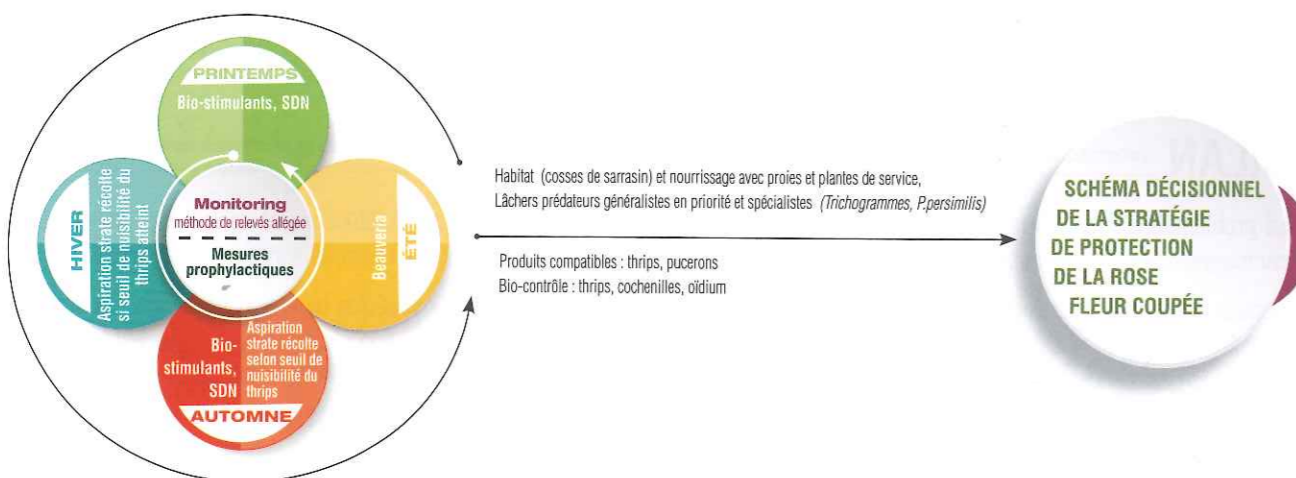 PRINTEMPS
Bio-stimulants, SDN
HIVER
Aspiration strate récolte
si seuil de nuisibilité du
thrips atteint
Monitoring
méthode de relevés allégée
Mesures
prophylactiques
Beauveria
ÉTÉ
Bio-
stimulants,
SDN
Aspiration
strate récolte
selon seuil de
nuisibilité du
thrips
AUTOMNE
Habitat (cosses de sarrasin) et nourrissage avec proies et plantes de service,
Lâchers prédateurs généralistes en priorité et spécialistes (Trichogrammes, P.persimilis)
Produits compatibles : thrips, pucerons
Bio-contrôle : thrips, cochenilles, oïdium
SCHÉMA DÉCISIONNEL
DE LA STRATÉGIE
DE PROTECTION
DE LA ROSE
FLEUR COUPÉE